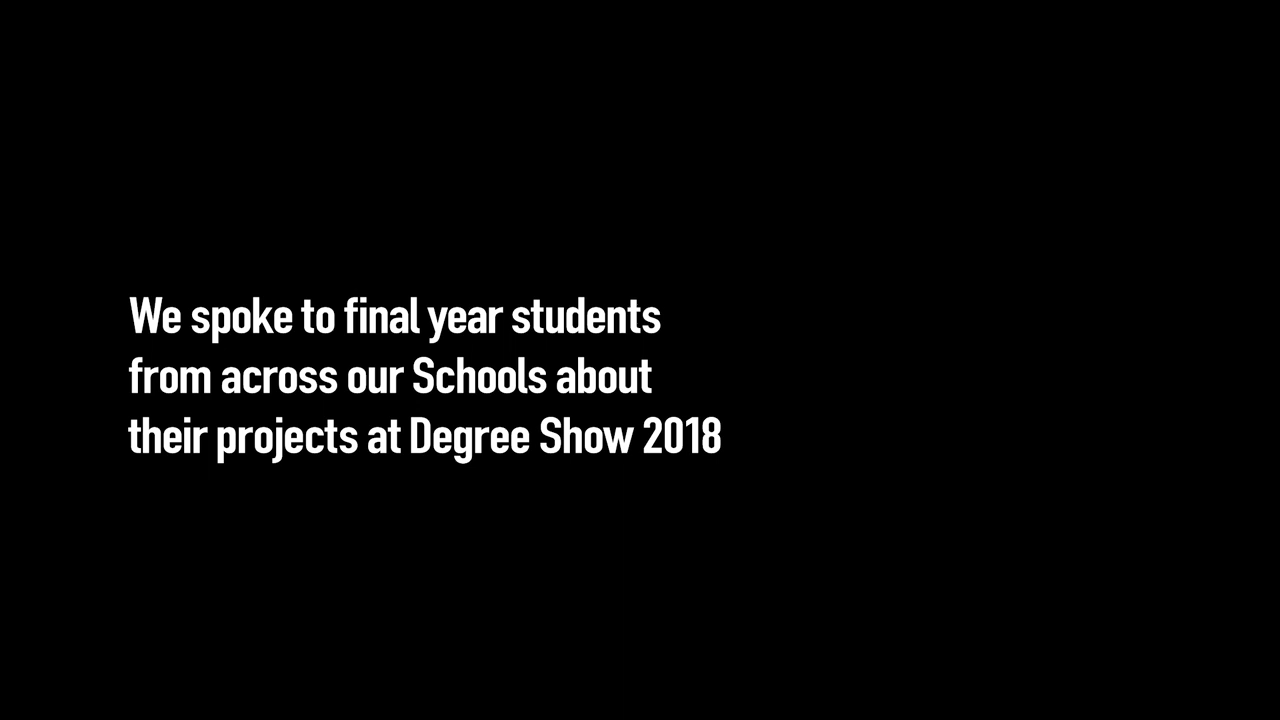 We spoke to final year students
from across our Schools about
their projects at Degree Show 2018